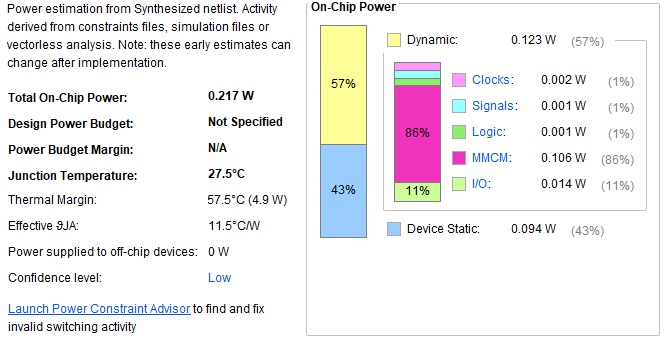 Power estimation from Synthesized netlist. Activity
derived from constraints files, simulation files or
vectorless analysis. Note: these early estimates can
change after implementation.
Total On-Chip Power: 0.217 W
Design Power Budget: Not Specified
Power Budget Margin: N/A
Junction Temperature: 27.5°C
Thermal Margin: 57.5°C (4.9 W)
Effective ϑJA: 11.5°C/W
Power supplied to off-chip devices: 0 W
Confidence level: Low
Launch Power Constraint Advisor to find and fix
invalid switching activity
On-Chip Power
57%
43%
Dynamic: 0.123 W (57%)
86%
11%
Clocks: 0.002 W (1%)
Signals: 0.001 W (1%)
Logic: 0.001 W (1%)
MMCM: 0.106 W (86%)
I/O: 0.014 W (11%)
Device Static: 0.094 W (43%)